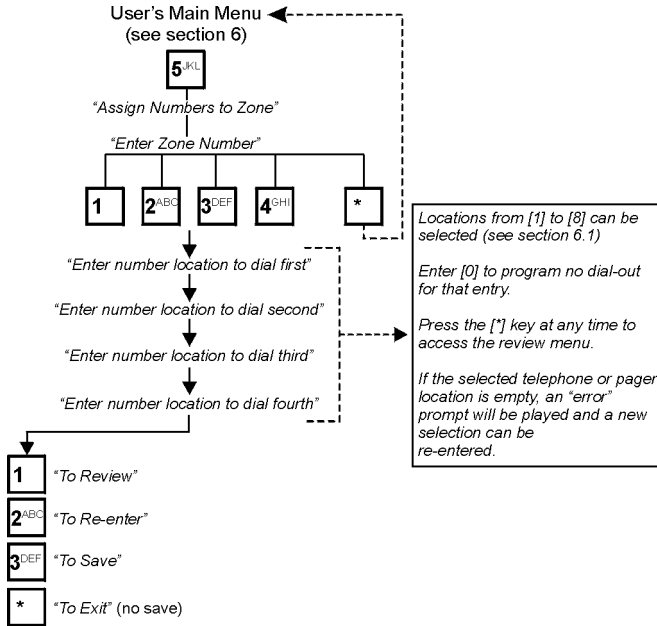 User's Main Menu
(see section 6)
5JKL
“Assign Numbers to Zone”
“Enter Zone Number”
1
2ABC
3DEF
4GHI
*
“Enter number location to dial first”
“Enter number location to dial second”
“Enter number location to dial third”
“Enter number location to dial fourth”
Locations from [1] to [8] can be
selected (see section 6.1)
Enter [0] to program no dial-out
for that entry.
Press the [*] key at any time to
access the review menu.
If the selected telephone or pager
location is empty, an “error”
prompt will be played and a new
selection can be
re-entered.
1 “To Review”
2ABC “To Re-enter”
3DEF “To Save”
* “To Exit” (no save)